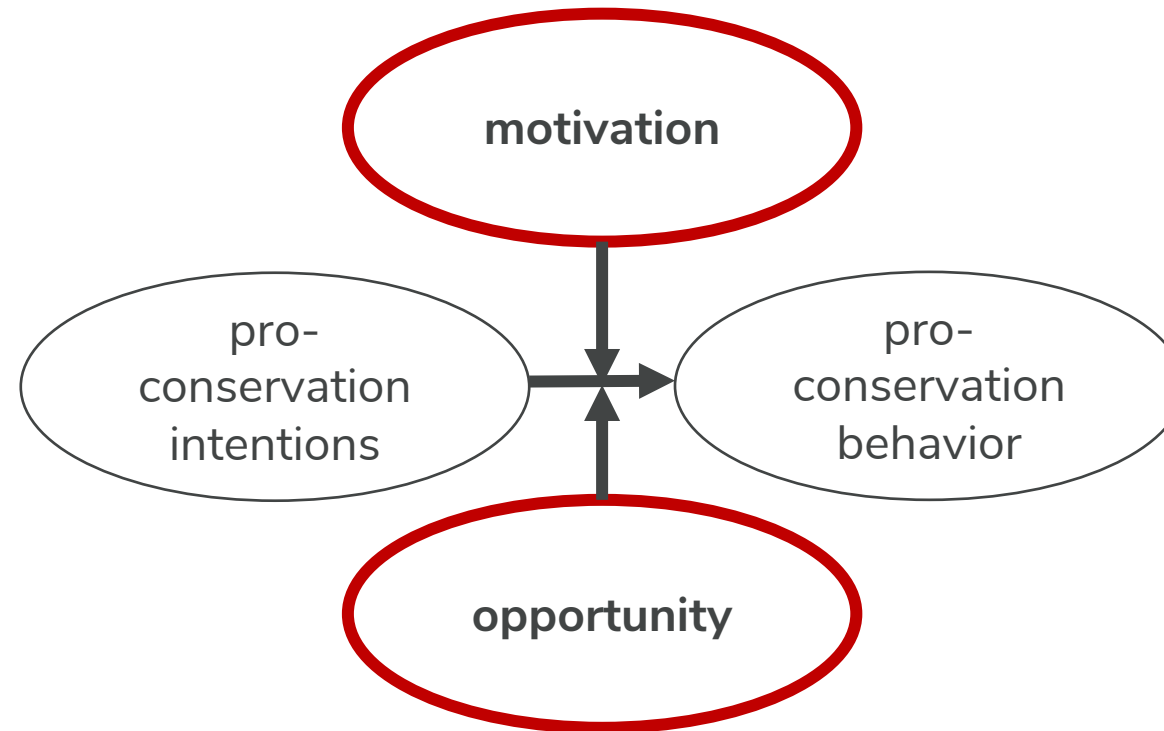 motivation
pro-
conservation
intentions
pro-
conservation
behavior
opportunity